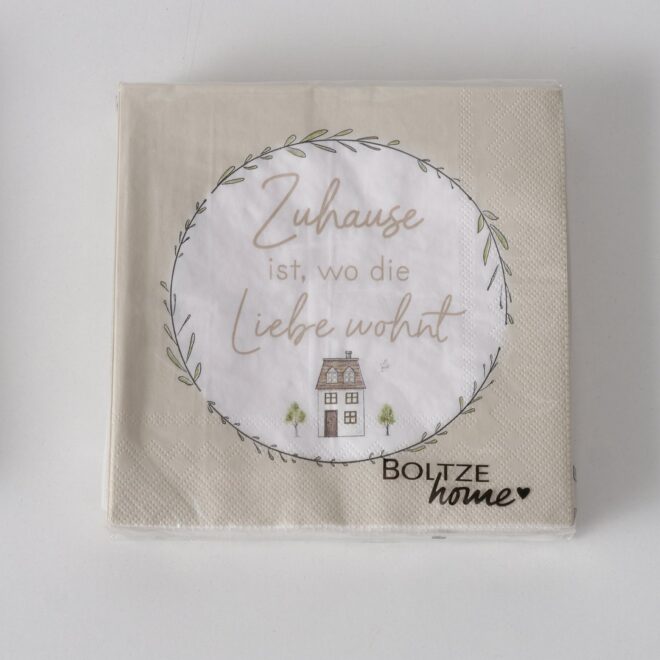 Zuhause
ist, wo die
Liebe wohnt
BOLTZE
home